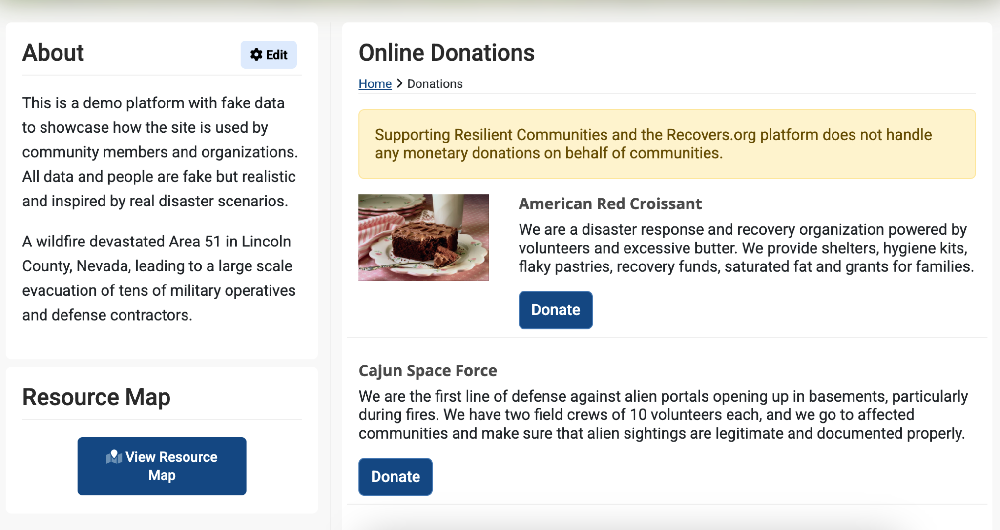 About
Edit
This is a demo platform with fake data
to showcase how the site is used by
community members and organizations.
All data and people are fake but realistic
and inspired by real disaster scenarios.
A wildfire devastated Area 51 in Lincoln
County, Nevada, leading to a large scale
evacuation of tens of military operatives
and defense contractors.
Resource Map
View Resource
Map
Online Donations
Home > Donations
Supporting Resilient Communities and the Recovers.org platform does not handle
any monetary donations on behalf of communities.
American Red Croissant
We are a disaster response and recovery organization powered by
volunteers and excessive butter. We provide shelters, hygiene kits,
flaky pastries, recovery funds, saturated fat and grants for families.
Donate
Cajun Space Force
We are the first line of defense against alien portals opening up in basements, particularly
during fires. We have two field crews of 10 volunteers each, and we go to affected
communities and make sure that alien sightings are legitimate and documented properly.
Donate